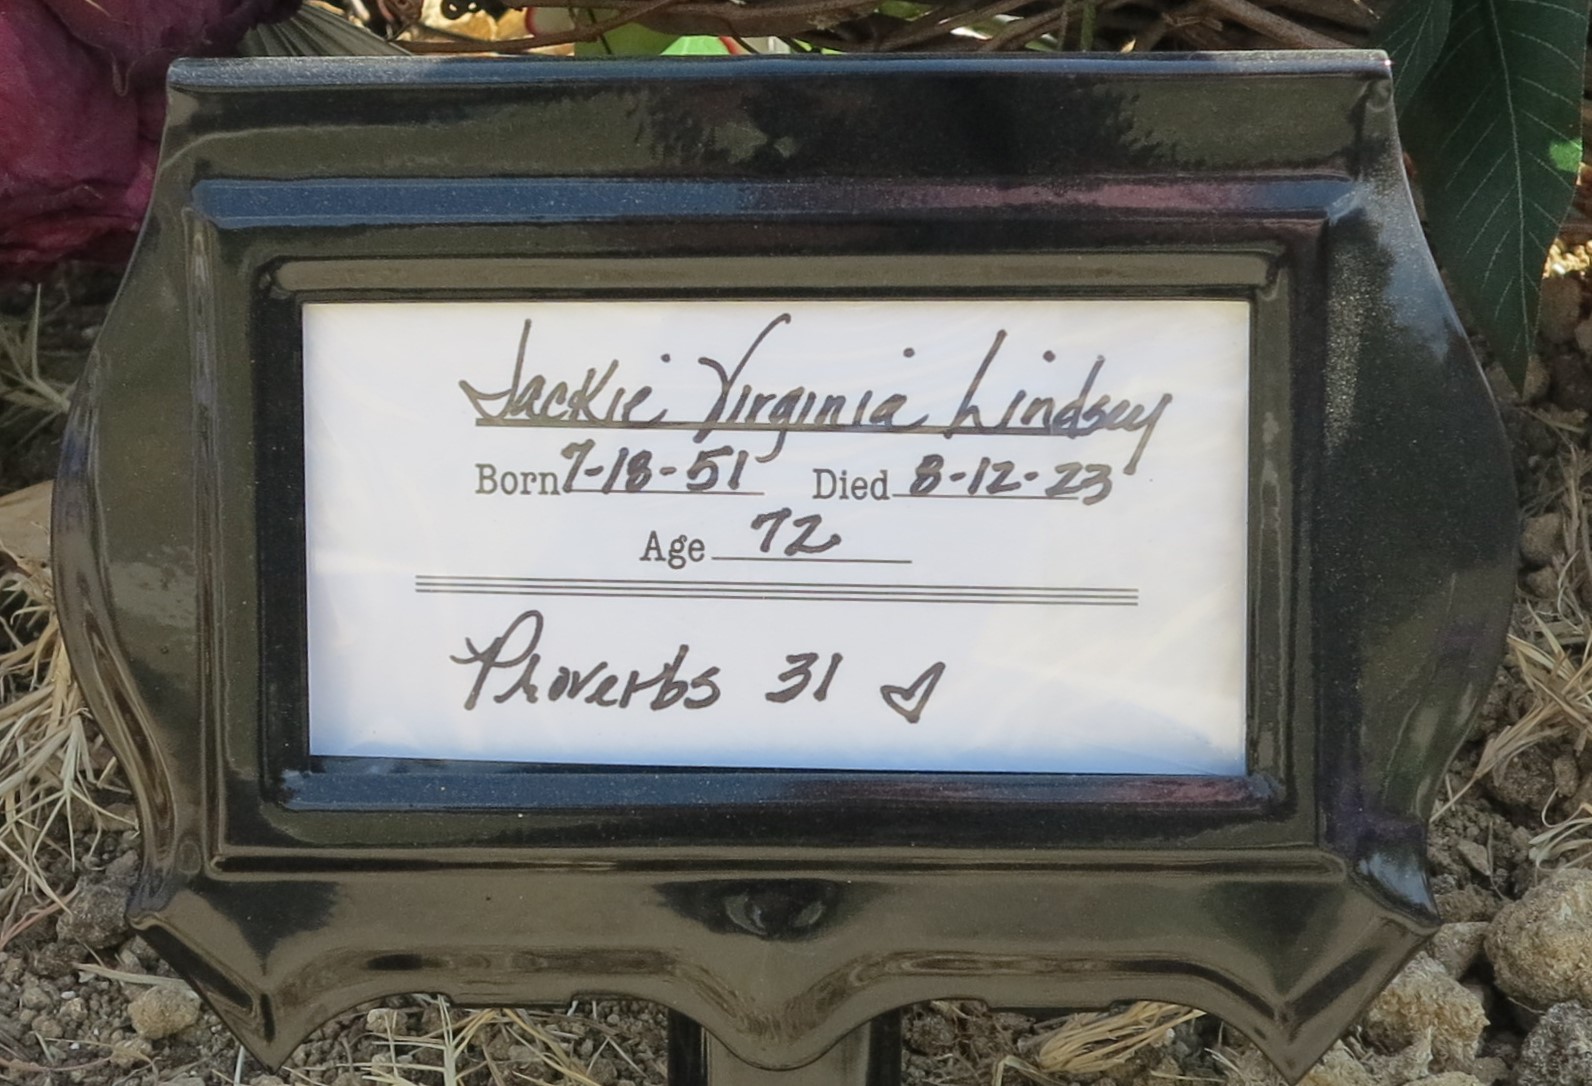 Jackie Virginia Lindsey
Born 7-18-51 Died 8-12-23
Age 72
Proverbs 31 ♡